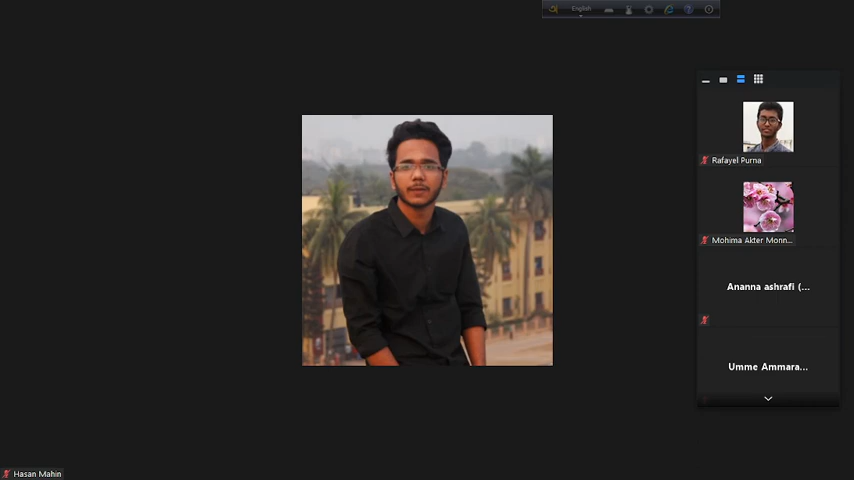 অ English
Rafayel Purna
Mohima Akter Monn...
Ananna ashrafi (...
Umme Ammara...
Hasan Mahin